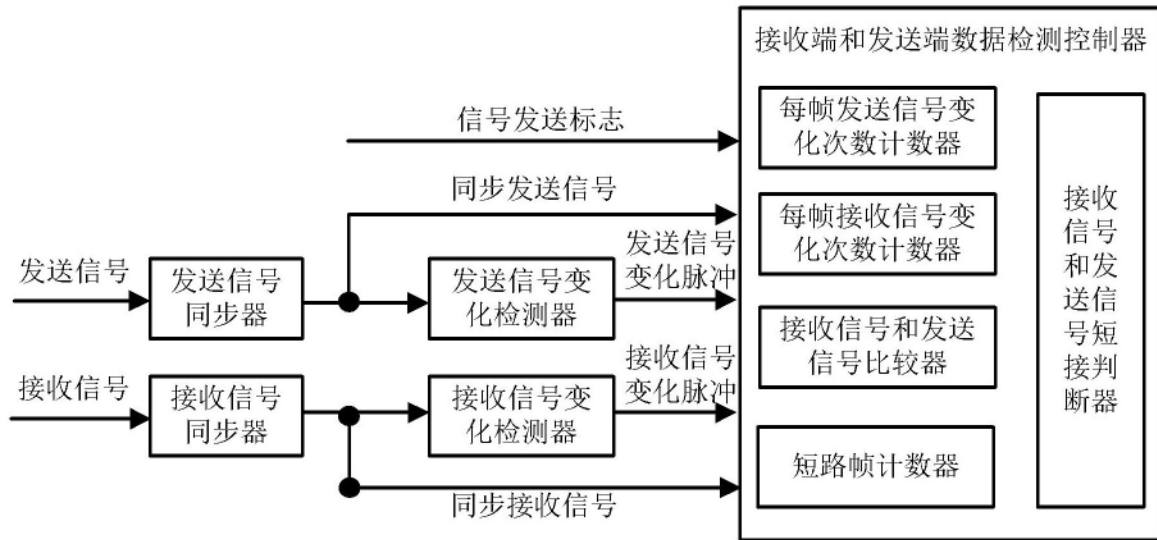 接收端和发送端数据检测控制器
信号发送标志
每帧发送信号变
化次数计数器
同步发送信号
每帧接收信号变
化次数计数器
发送信号
发送信号
同步器
发送信号变
化检测器
发送信号
变化脉冲
接收信号和发送
信号比较器
接收信号
接收信号
同步器
接收信号变
化检测器
接收信号
变化脉冲
同步接收信号
短路帧计数器
接收
信号
和发
送信
号短
接判
断器